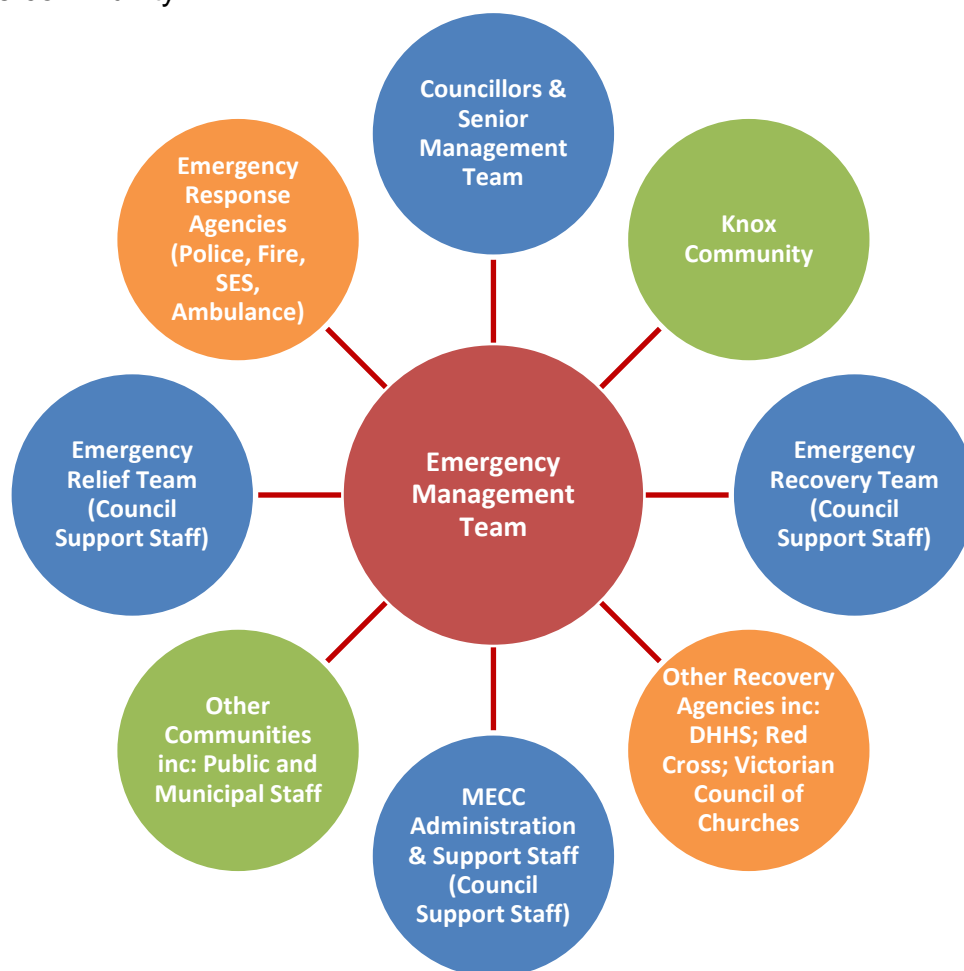 Councillors &
Senior
Management
Team
Emergency
Response
Agencies
(Police, Fire,
SES,
Ambulance)
Knox
Community
Emergency
Relief Team
(Council
Support Staff)
Emergency
Management
Team
Emergency
Recovery Team
(Council
Support Staff)
Other
Communities
inc: Public and
Municipal Staff
Other Recovery
Agencies inc:
DHHS; Red
Cross; Victorian
Council of
Churches
MECC
Administration
& Support Staff
(Council
Support Staff)